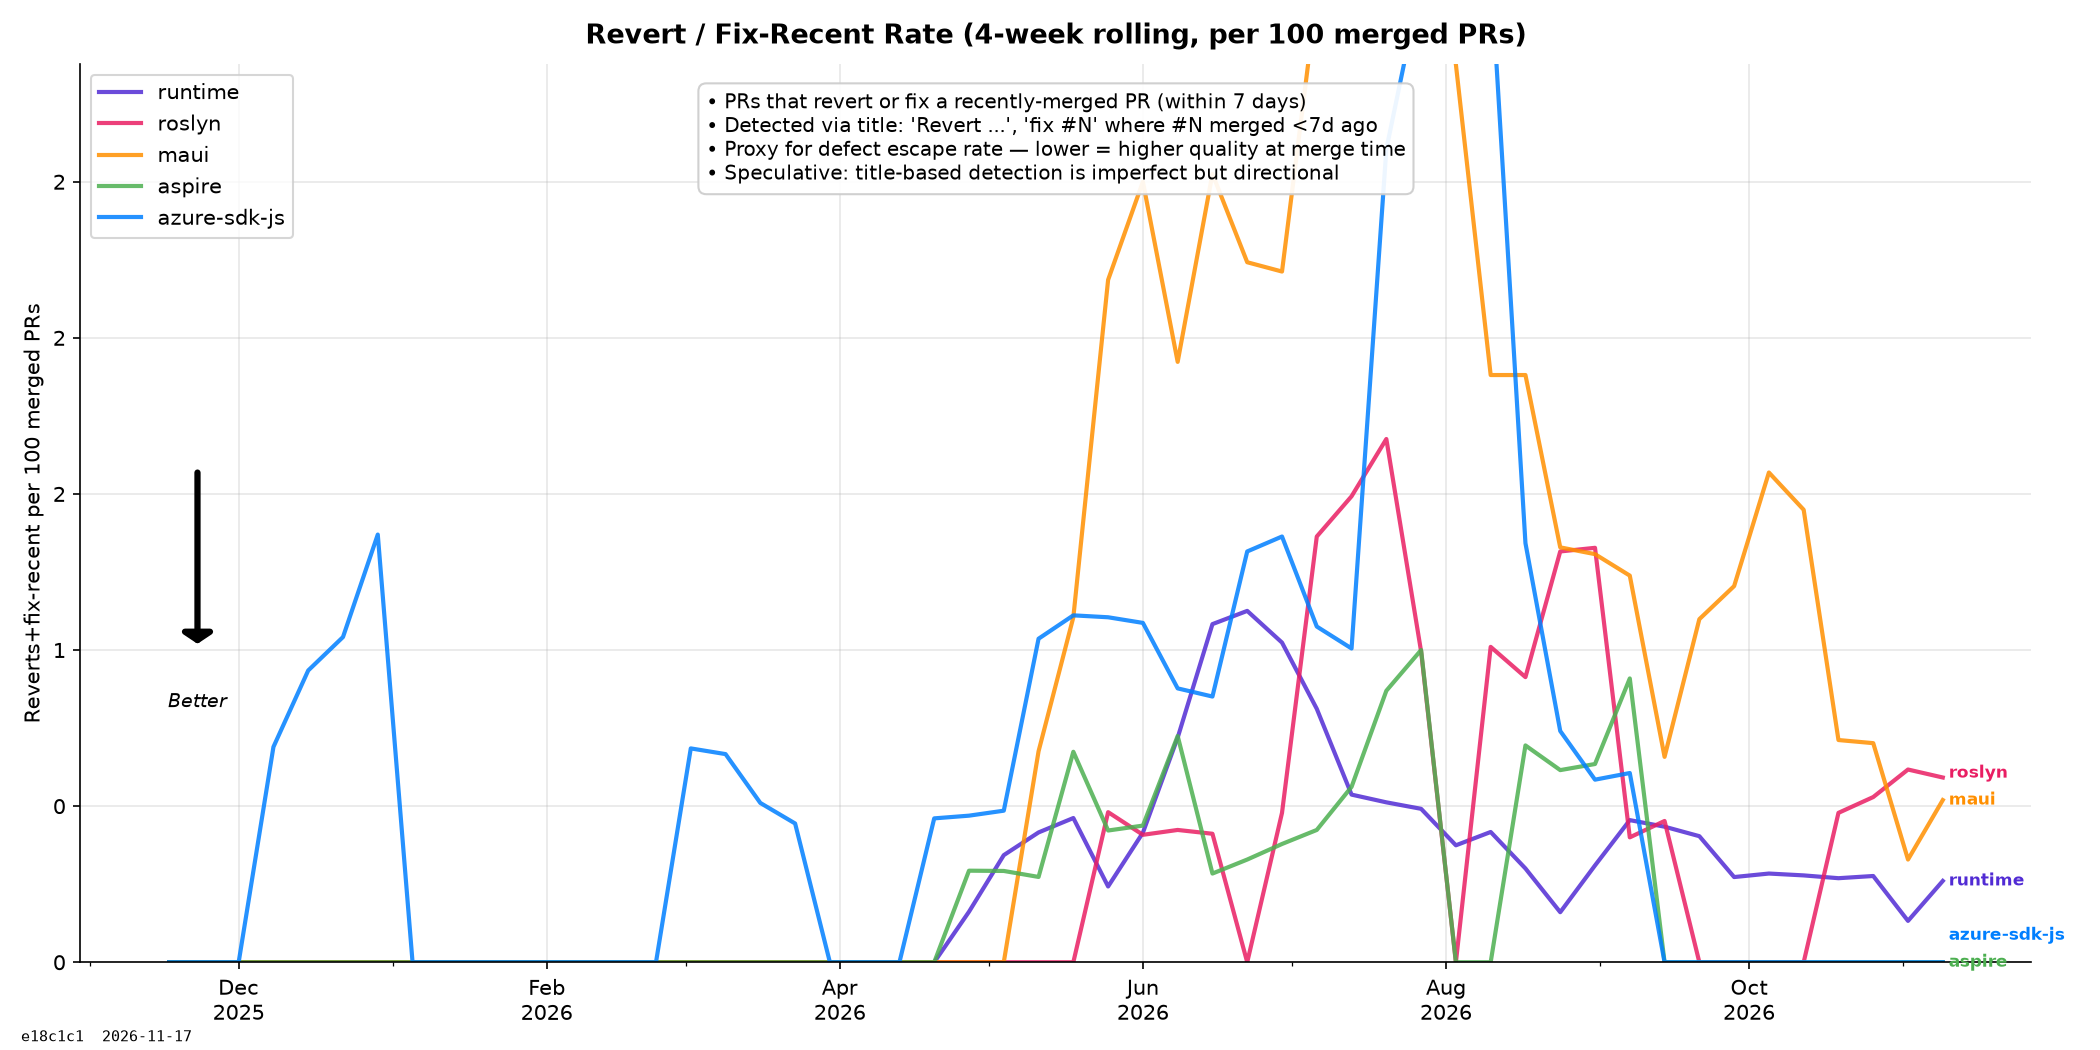 Revert / Fix-Recent Rate (4-week rolling, per 100 merged PRs)
runtime
roslyn
maui
aspire
azure-sdk-js
• PRs that revert or fix a recently-merged PR (within 7 days)
• Detected via title: 'Revert ...', 'fix #N' where #N merged <7d ago
• Proxy for defect escape rate — lower = higher quality at merge time
• Speculative: title-based detection is imperfect but directional
Reverts+fix-recent per 100 merged PRs
2
2
2
1
0
0
Better
roslyn
maui
runtime
azure-sdk-js
aspire
Dec
2025
Feb
2026
Apr
2026
Jun
2026
Aug
2026
Oct
2026
e18c1c1 2026-11-17